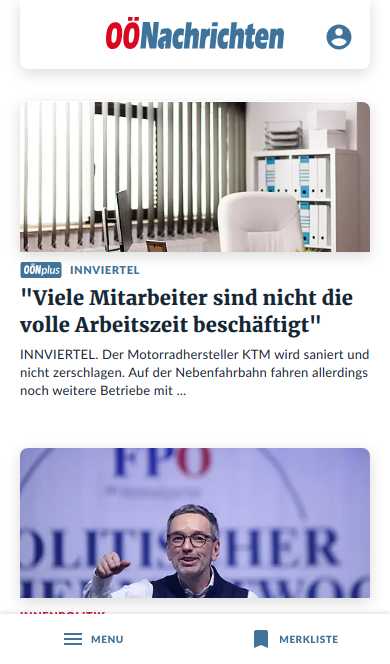 OÖNachrichten
OÖNplus INNVIERTEL
"Viele Mitarbeiter sind nicht die
volle Arbeitszeit beschäftigt"
INNVIERTEL. Der Motorradhersteller KTM wird saniert und
nicht zerschlagen. Auf der Nebenfahrbahn fahren allerdings
noch weitere Betriebe mit ...
FPÖ
OLITISCHER
INNENPOLITIK
MENU
MERKLISTE